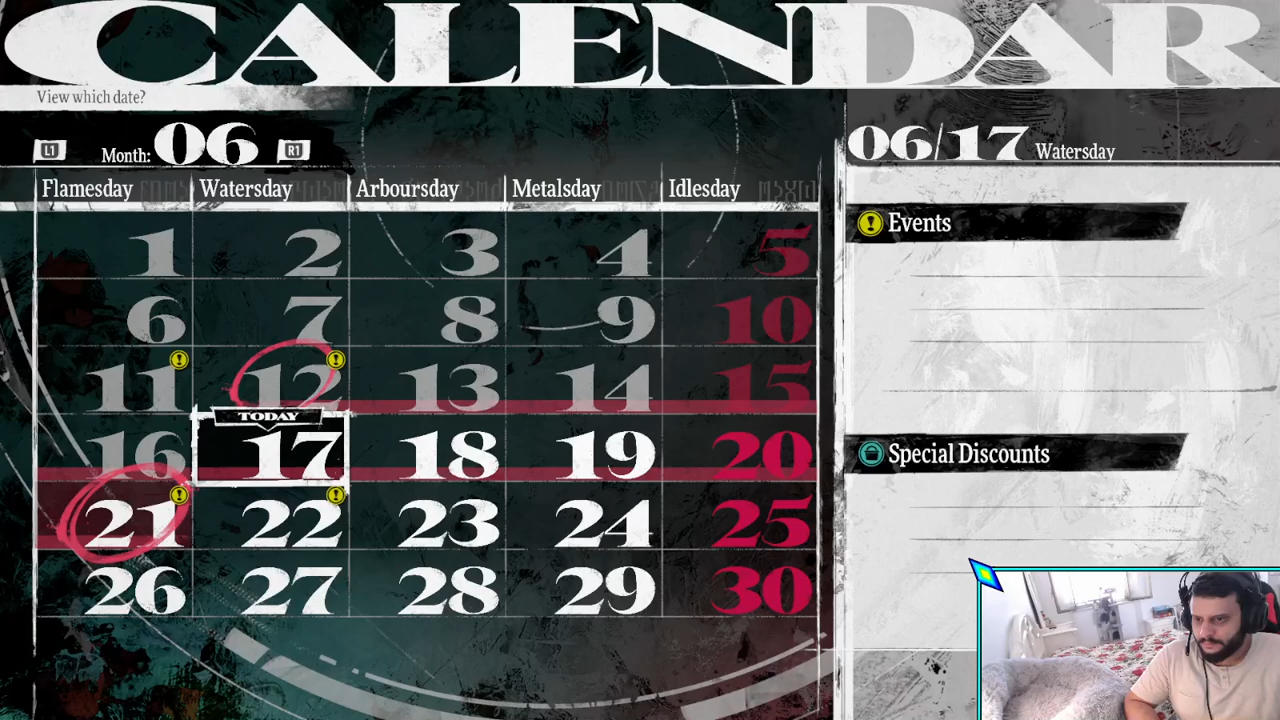 CALENDAR
View which date?
L1 Month: 06 R1
06/17 Watersday
Flamesday Watersday Arboursday Metalsday Idlesday
Events
1 2 3 4 5
6 7 8 9 10
11 12 13 14 15
TODAY
16 17 18 19 20
Special Discounts
21 22 23 24 25
26 27 28 29 30